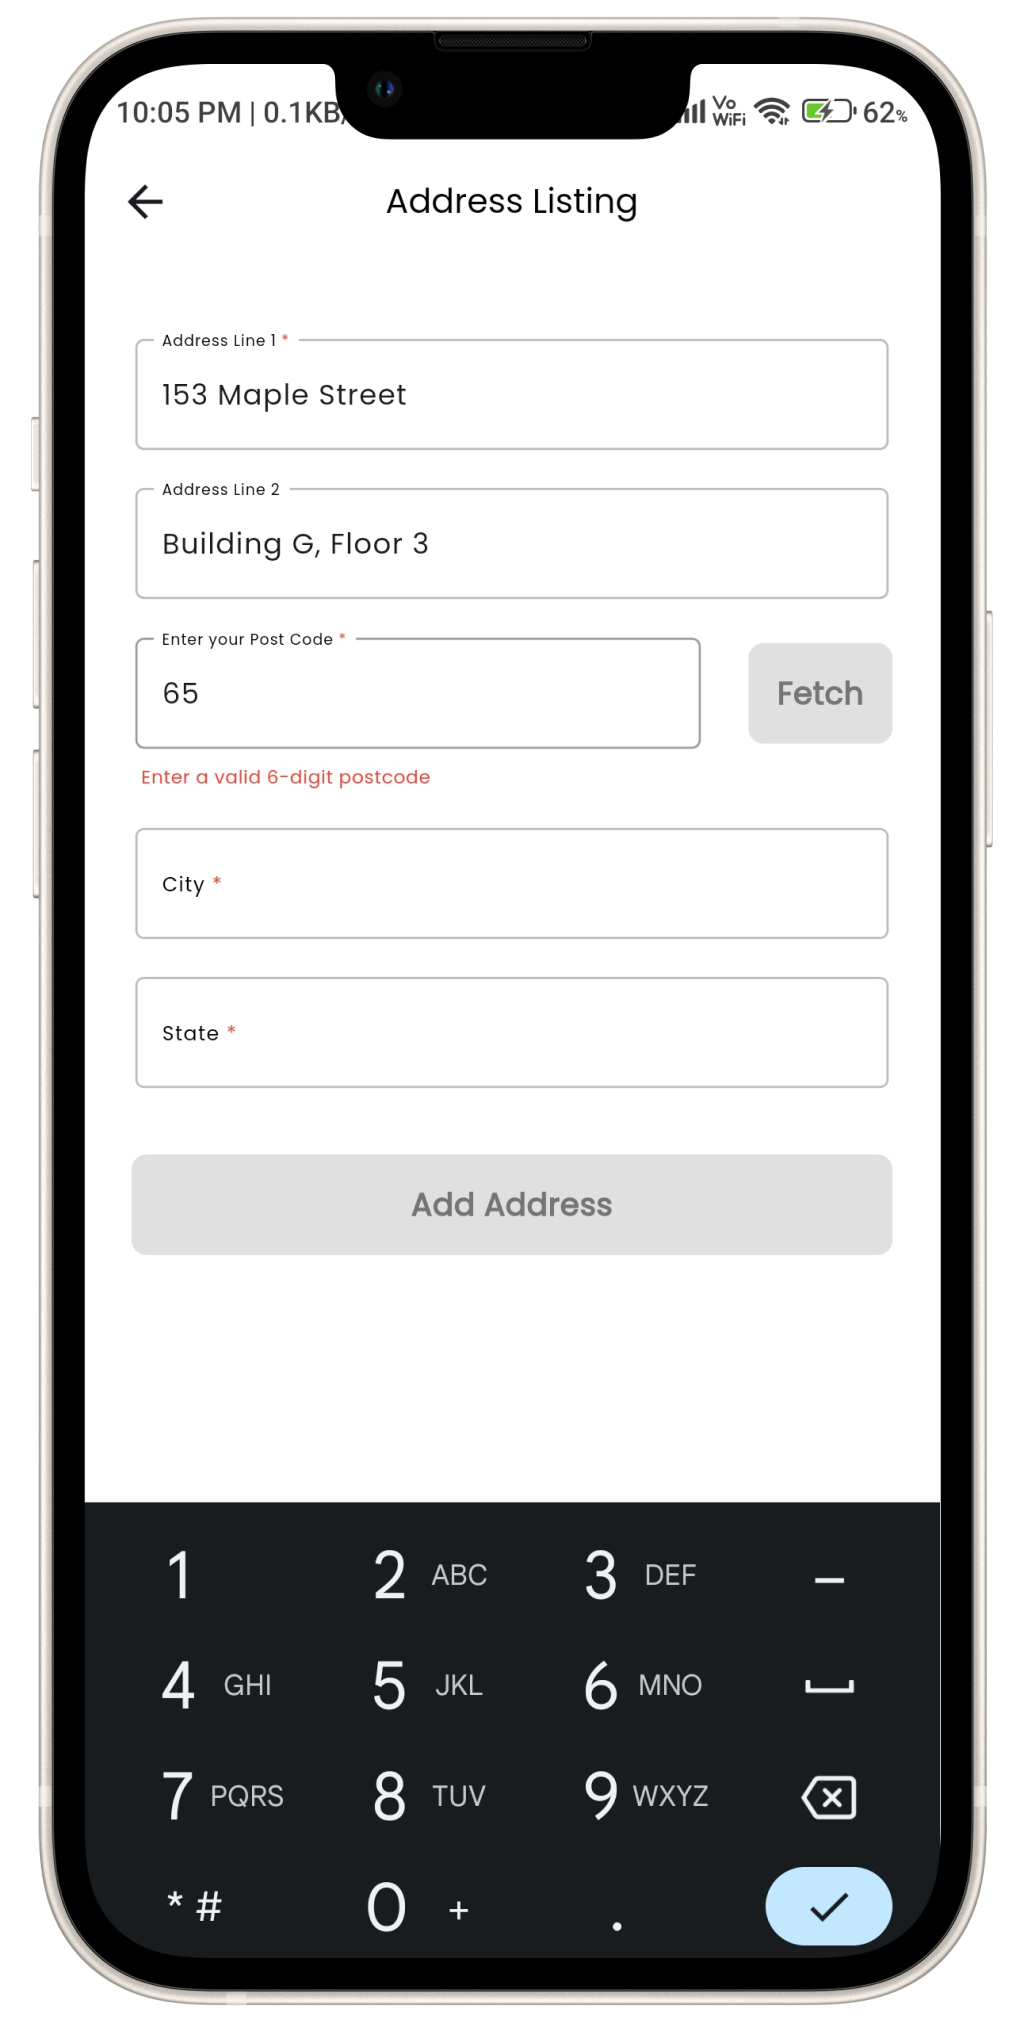 10:05 PM | 0.1KB/
Vo
WiFi
62%
Address Listing
Address Line 1 *
153 Maple Street
Address Line 2
Building G, Floor 3
Enter your Post Code *
65
Fetch
Enter a valid 6-digit postcode
City *
State *
Add Address
1 2 ABC 3 DEF –
4 GHI 5 JKL 6 MNO
7 PQRS 8 TUV 9 WXYZ
* # 0 + .